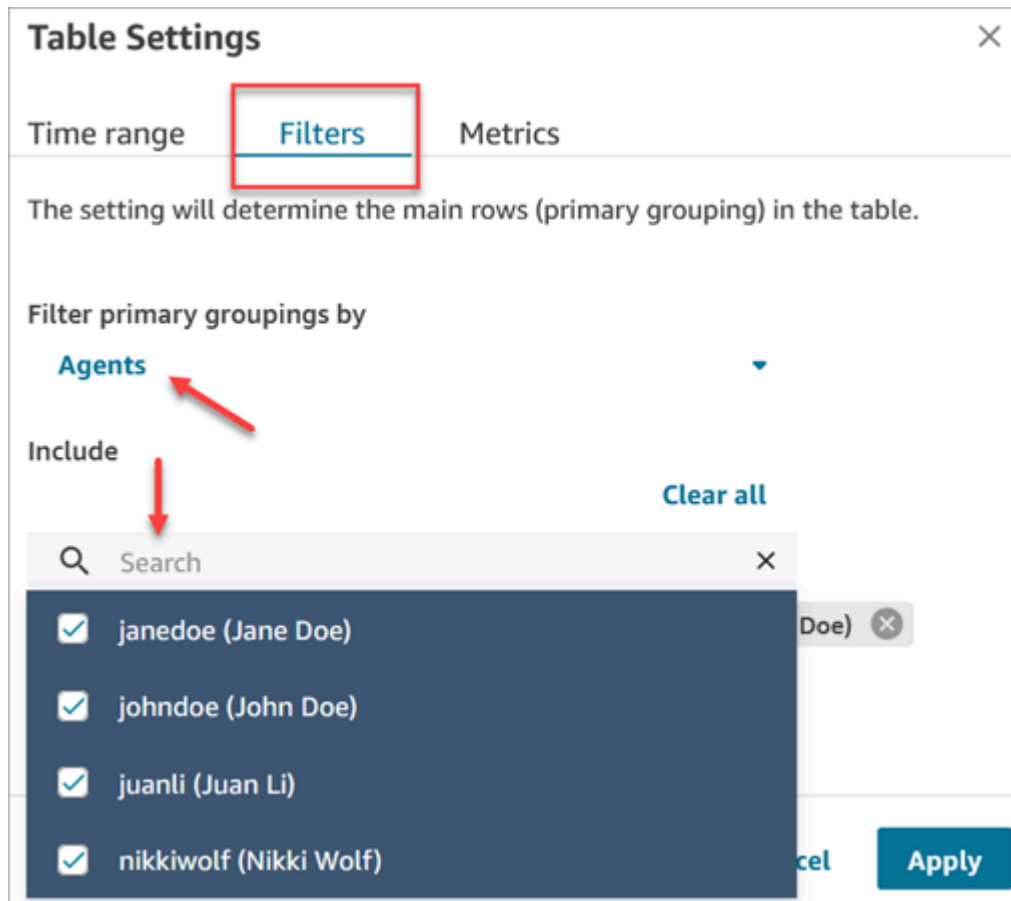 Table Settings
Time range Filters Metrics
The setting will determine the main rows (primary grouping) in the table.
Filter primary groupings by
Agents
Include
Clear all
Search
janedoe (Jane Doe)
Doe)
johndoe (John Doe)
juanli (Juan Li)
nikkiwolf (Nikki Wolf)
cel Apply